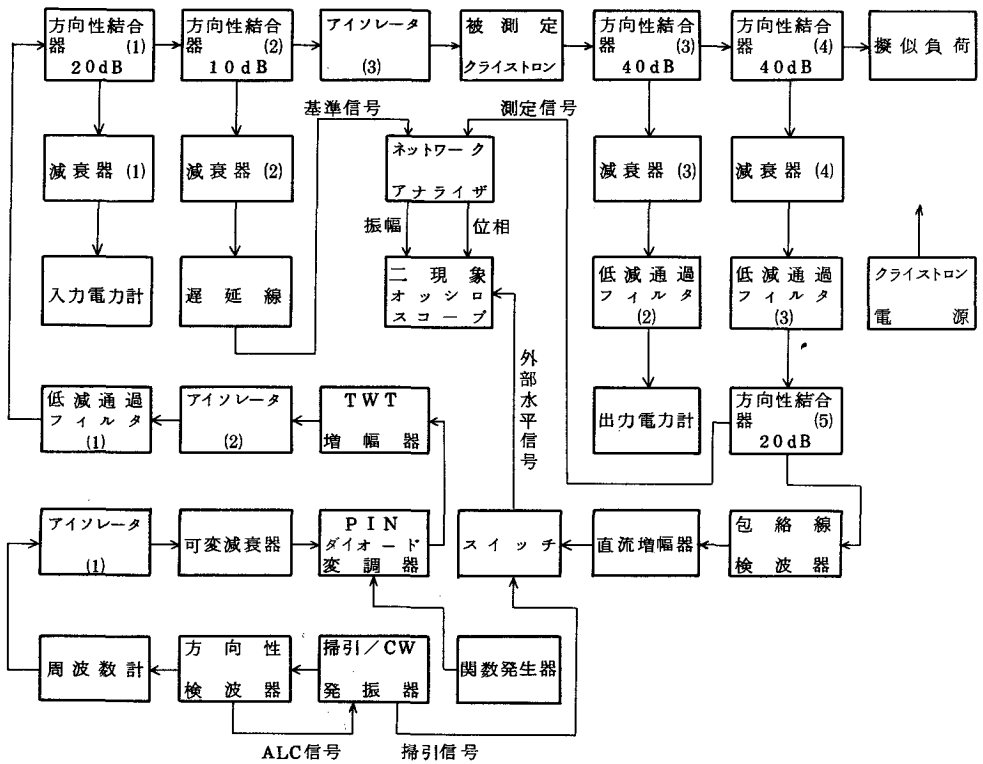 方向性結合
器 (1)
20dB
方向性結合
器 (2)
10dB
アイソレータ
(3)
被測定
クライストロン
方向性結合
器 (3)
40dB
方向性結合
器 (4)
40dB
擬似負荷
基準信号
測定信号
減衰器(1)
減衰器(2)
ネットワーク
アナライザ
減衰器(3)
減衰器(4)
振幅
位相
入力電力計
遅延線
二現象
オッシロ
スコープ
低減通過
フィルタ
(2)
低減通過
フィルタ
(3)
クライストロン
電源
外部水平信号
低減通過
フィルタ
(1)
アイソレータ
(2)
TWT
増幅器
出力電力計
方向性結合
器 (5)
20dB
アイソレータ
(1)
可変減衰器
PIN
ダイオード
変調器
スイッチ
直流増幅器
包絡線
検波器
周波数計
方向性
検波器
掃引/CW
発振器
関数発生器
ALC信号
掃引信号